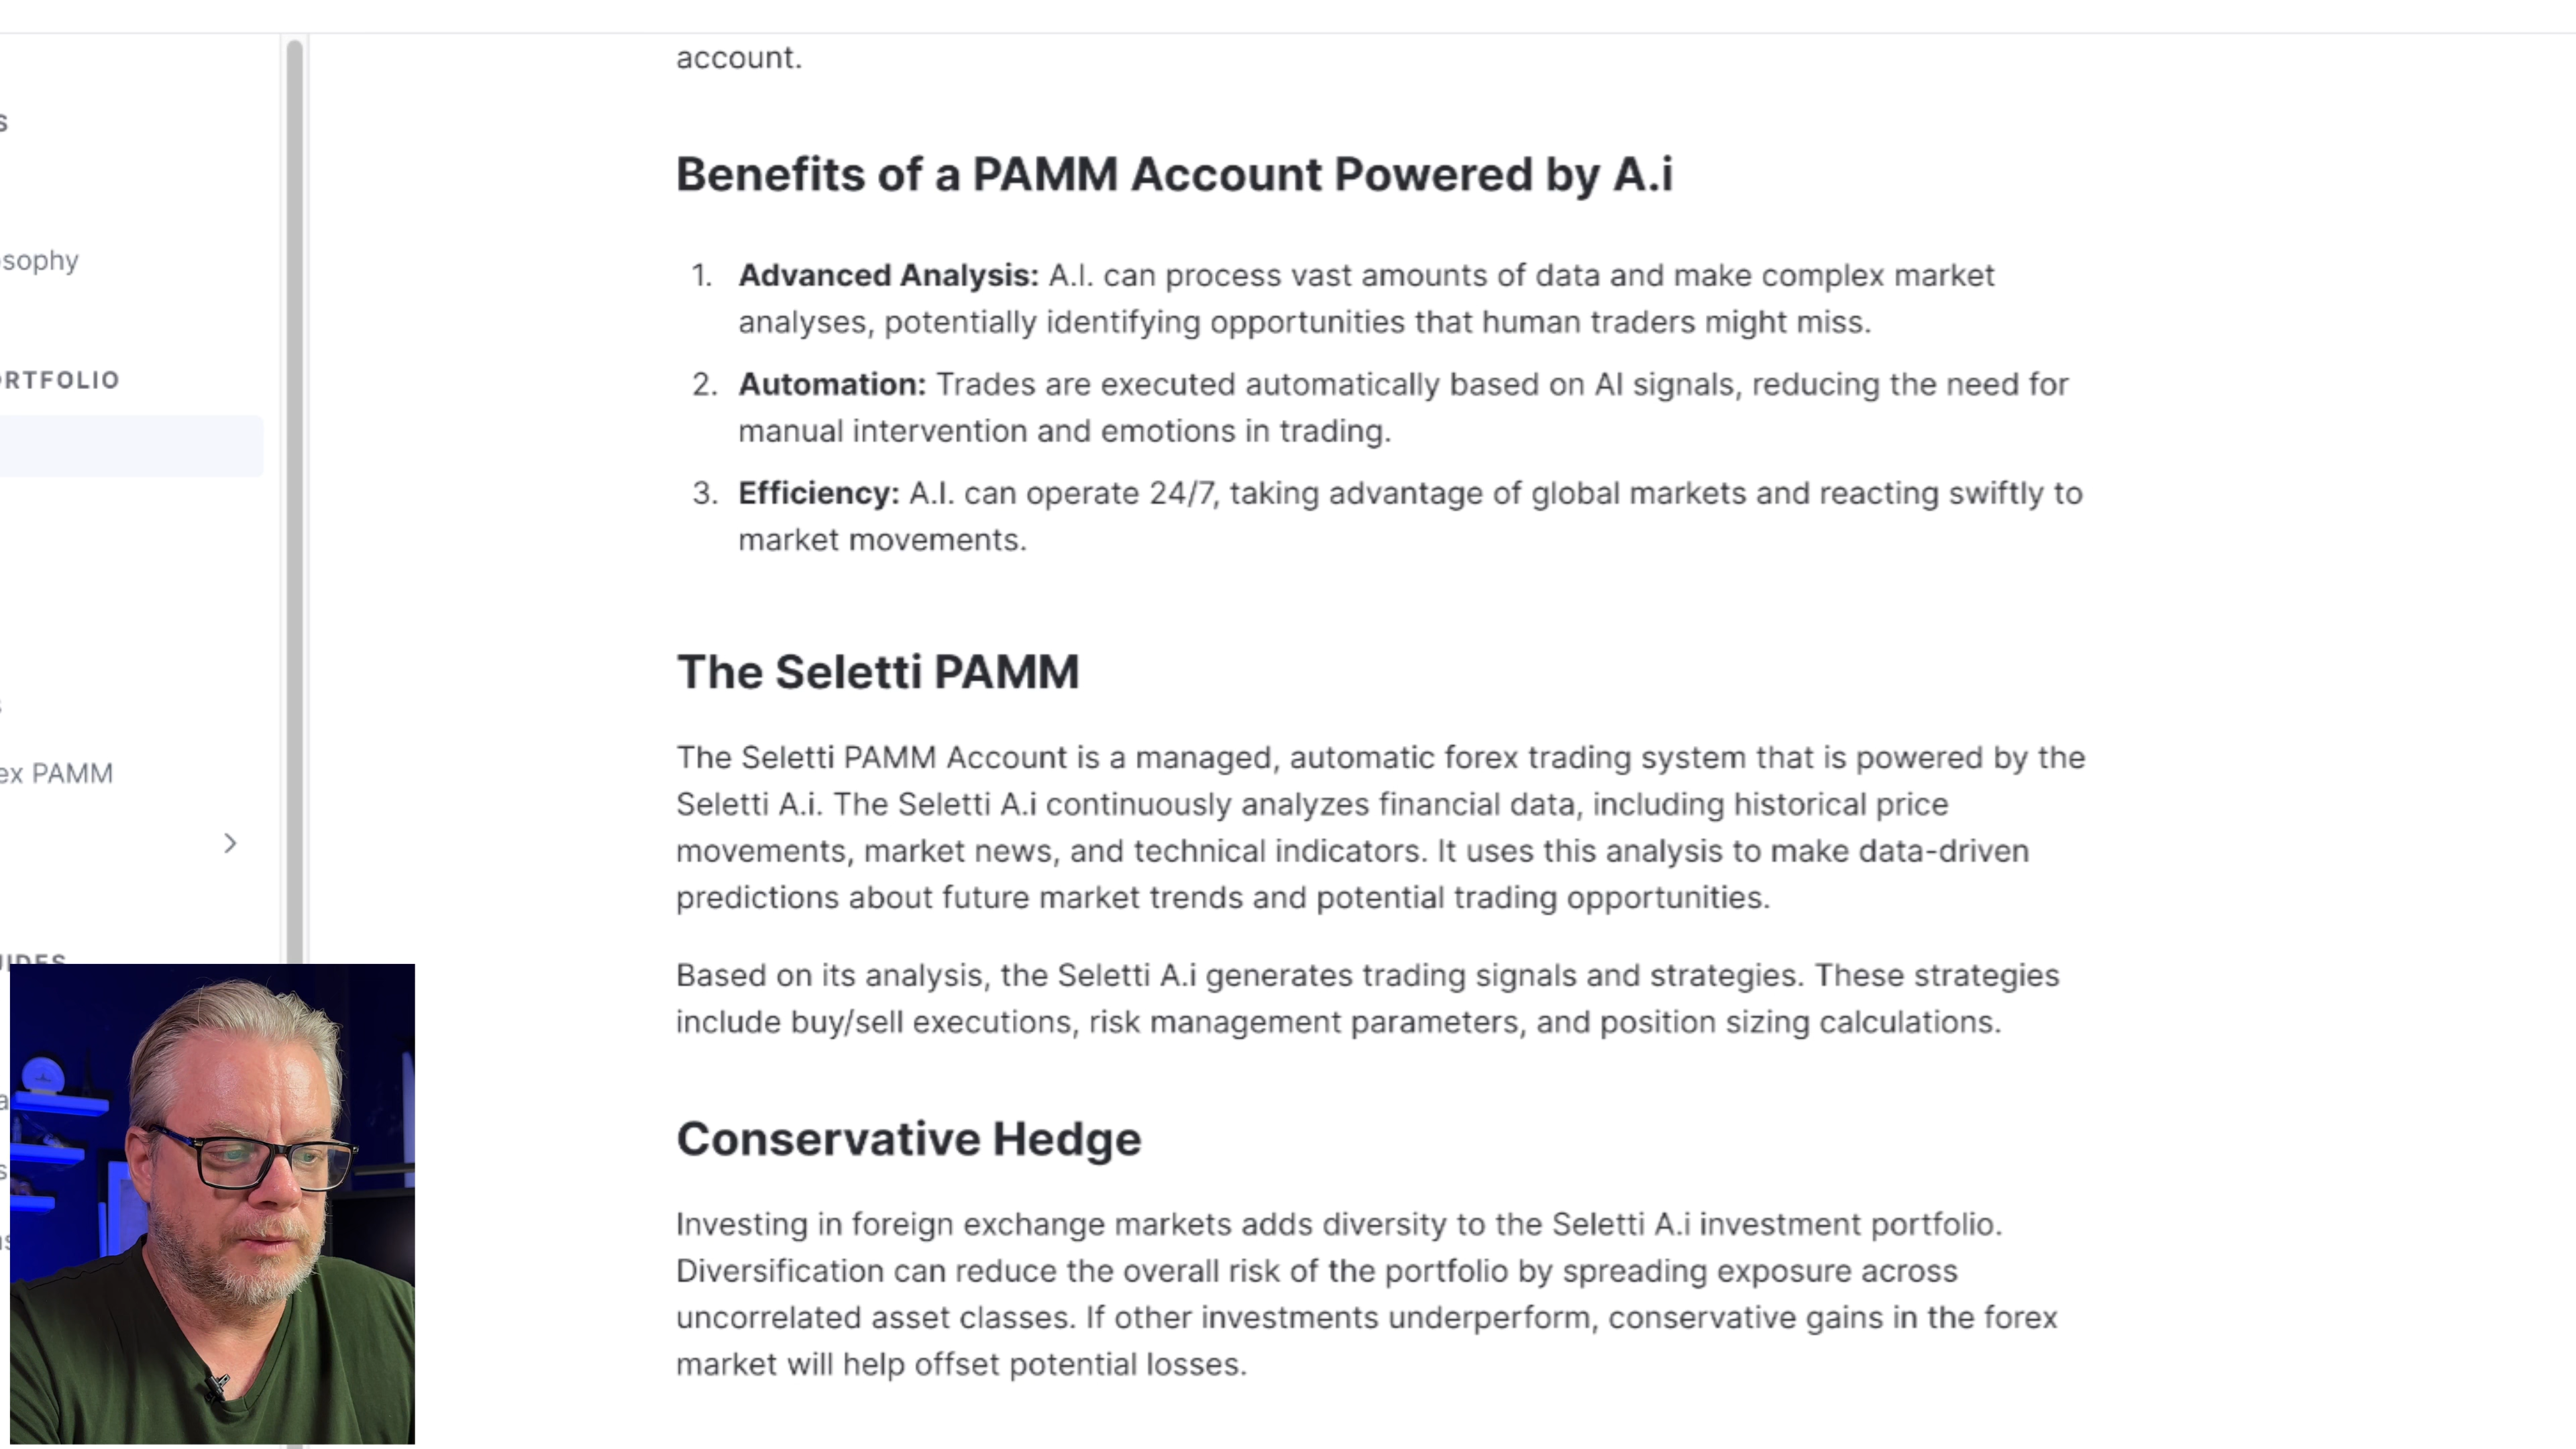 account.
S
Benefits of a PAMM Account Powered by A.i
1. Advanced Analysis: A.I. can process vast amounts of data and make complex market
osophy
analyses, potentially identifying opportunities that human traders might miss.
ORTFOLIO
2. Automation: Trades are executed automatically based on AI signals, reducing the need for
manual intervention and emotions in trading.
3. Efficiency: A.I. can operate 24/7, taking advantage of global markets and reacting swiftly to
market movements.
The Seletti PAMM
s
The Seletti PAMM Account is a managed, automatic forex trading system that is powered by the
ex PAMM
Seletti A.i. The Seletti A.i continuously analyzes financial data, including historical price
movements, market news, and technical indicators. It uses this analysis to make data-driven
predictions about future market trends and potential trading opportunities.
UIDES
Based on its analysis, the Seletti A.i generates trading signals and strategies. These strategies
include buy/sell executions, risk management parameters, and position sizing calculations.
Conservative Hedge
Investing in foreign exchange markets adds diversity to the Seletti A.i investment portfolio.
Diversification can reduce the overall risk of the portfolio by spreading exposure across
uncorrelated asset classes. If other investments underperform, conservative gains in the forex
market will help offset potential losses.